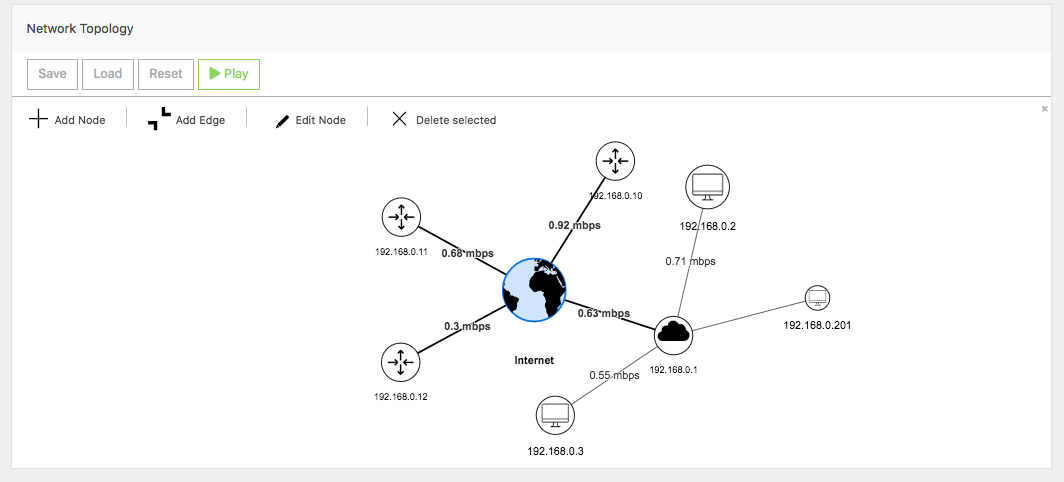 Network Topology
Save Load Reset Play
Add Node Add Edge Edit Node Delete selected
192.168.0.10
192.168.0.2
0.92 mbps
192.168.0.11
0.68 mbps
0.71 mbps
0.63 mbps
192.168.0.201
0.3 mbps
Internet
192.168.0.1
0.55 mbps
192.168.0.12
192.168.0.3